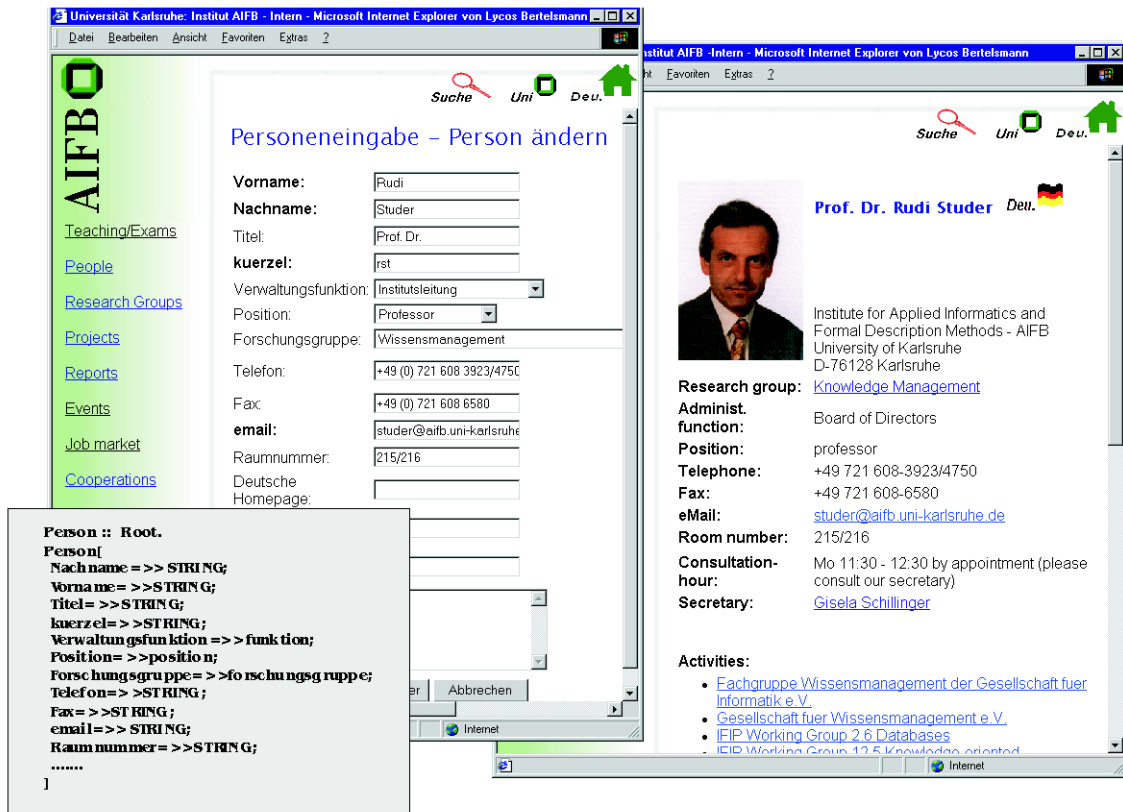 Universität Karlsruhe: Institut AIFB - Intern - Microsoft Internet Explorer von Lycos Bertelsmann
Datei Bearbeiten Ansicht Favoriten Extras ?
AIFB
Suche Uni Deu.
Teaching/Exams
People
Research Groups
Projects
Reports
Events
Job market
Cooperations
Personeneingabe – Person ändern
Vorname: Rudi
Nachname: Studer
Titel: Prof. Dr.
kuerzel: rst
Verwaltungsfunktion: Institutsleitung
Position: Professor
Forschungsgruppe: Wissensmanagement
Telefon: +49 (0) 721 608 3923/4750
Fax: +49 (0) 721 608 6580
email: studer@aifb.uni-karlsruhe
Raumnummer: 215/216
Deutsche
Homepage:
Abbrechen
Internet
Person :: Root.
Person[
Nachname=>>STRING;
Vorname=>>STRING;
Titel=>>STRING;
kuerzel=>>STRING;
Verwaltungsfunktion=>>funktion;
Position=>>position;
Forschungsgruppe=>>forschungsgruppe;
Telefon=>>STRING;
Fax=>>STRING;
email=>>STRING;
Raumnummer=>>STRING;
.......
]
AIFB -Intern - Microsoft Internet Explorer von Lycos Bertelsmann
Favoriten Extras ?
Suche Uni Deu.
Prof. Dr. Rudi Studer Deu.
Institute for Applied Informatics and
Formal Description Methods - AIFB
University of Karlsruhe
D-76128 Karlsruhe
Research group: Knowledge Management
Administ.
function: Board of Directors
Position: professor
Telephone: +49 721 608-3923/4750
Fax: +49 721 608-6580
eMail: studer@aifb.uni-karlsruhe.de
Room number: 215/216
Consultation- Mo 11:30 - 12:30 by appointment (please
hour: consult our secretary)
Secretary: Gisela Schillinger
Activities:
Fachgruppe Wissensmanagement der Gesellschaft fuer
Informatik e.V.
Gesellschaft fuer Wissensmanagement e.V.
IFIP Working Group 2.6 Databases
IFIP Working Group 12.5 Knowledge-oriented
Internet